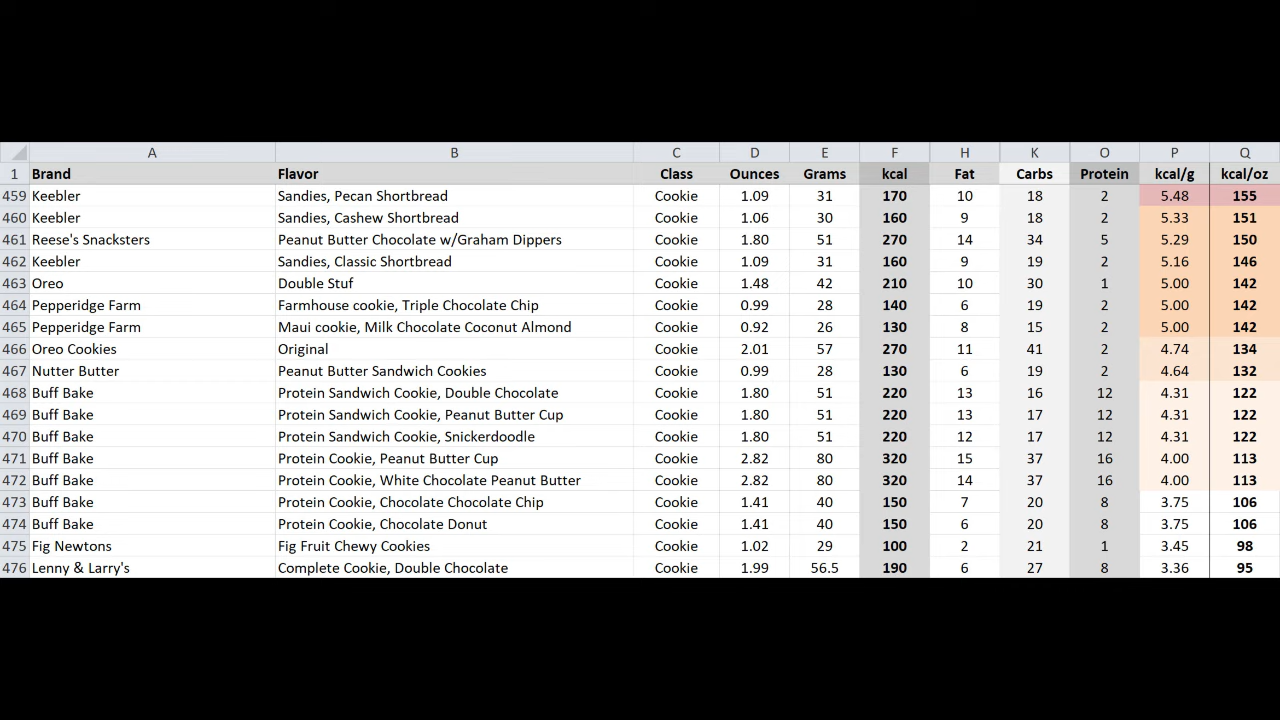 A B C D E F H K O P Q
1 Brand Flavor Class Ounces Grams kcal Fat Carbs Protein kcal/g kcal/oz
459 Keebler Sandies, Pecan Shortbread Cookie 1.09 31 170 10 18 2 5.48 155
460 Keebler Sandies, Cashew Shortbread Cookie 1.06 30 160 9 18 2 5.33 151
461 Reese's Snacksters Peanut Butter Chocolate w/Graham Dippers Cookie 1.80 51 270 14 34 5 5.29 150
462 Keebler Sandies, Classic Shortbread Cookie 1.09 31 160 9 19 2 5.16 146
463 Oreo Double Stuf Cookie 1.48 42 210 10 30 1 5.00 142
464 Pepperidge Farm Farmhouse cookie, Triple Chocolate Chip Cookie 0.99 28 140 6 19 2 5.00 142
465 Pepperidge Farm Maui cookie, Milk Chocolate Coconut Almond Cookie 0.92 26 130 8 15 2 5.00 142
466 Oreo Cookies Original Cookie 2.01 57 270 11 41 2 4.74 134
467 Nutter Butter Peanut Butter Sandwich Cookies Cookie 0.99 28 130 6 19 2 4.64 132
468 Buff Bake Protein Sandwich Cookie, Double Chocolate Cookie 1.80 51 220 13 16 12 4.31 122
469 Buff Bake Protein Sandwich Cookie, Peanut Butter Cup Cookie 1.80 51 220 13 17 12 4.31 122
470 Buff Bake Protein Sandwich Cookie, Snickerdoodle Cookie 1.80 51 220 12 17 12 4.31 122
471 Buff Bake Protein Cookie, Peanut Butter Cup Cookie 2.82 80 320 15 37 16 4.00 113
472 Buff Bake Protein Cookie, White Chocolate Peanut Butter Cookie 2.82 80 320 14 37 16 4.00 113
473 Buff Bake Protein Cookie, Chocolate Chocolate Chip Cookie 1.41 40 150 7 20 8 3.75 106
474 Buff Bake Protein Cookie, Chocolate Donut Cookie 1.41 40 150 6 20 8 3.75 106
475 Fig Newtons Fig Fruit Chewy Cookies Cookie 1.02 29 100 2 21 1 3.45 98
476 Lenny & Larry's Complete Cookie, Double Chocolate Cookie 1.99 56.5 190 6 27 8 3.36 95